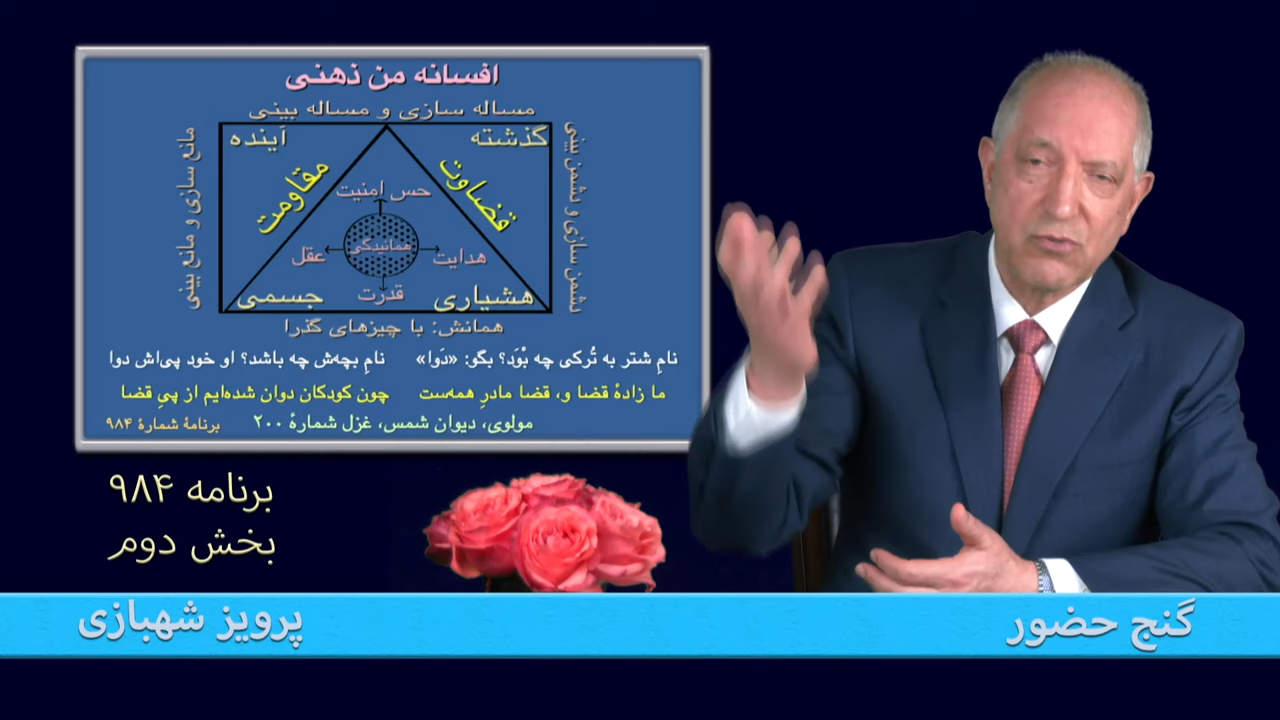 افسانه من ذهنی
مساله سازی و مساله بینی
گذشته
آینده
قضاوت
مقاومت
دشمن سازی و دشمن بینی
مانع سازی و مانع بینی
حس امنیت
همانیدگی
هدایت
عقل
قدرت
هشیاری
جسمی
همانش: با چیزهای گذرا
نامِ شتر به تُرکی چه بْوَد؟ بگو: «دَوا» نامِ بچه‌ش چه باشد؟ او خود پی‌اش دوا
ما زادهٔ قضا و، قضا مادرِ همه‌ست چون کودکان دوان شده‌ایم از پیِ قضا
مولوی، دیوان شمس، غزل شمارهٔ ۲۰۰
برنامهٔ شمارهٔ ۹۸۴
برنامه ۹۸۴
بخش دوم
گنج حضور
پرویز شهبازی